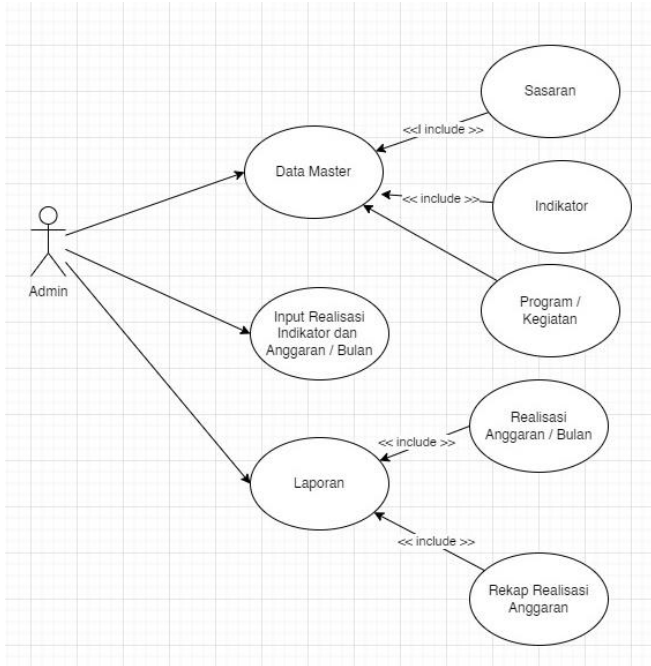 Sasaran
<<I include >>
Data Master
<< include >>
Indikator
Admin
Program /
Kegiatan
Input Realisasi
Indikator dan
Anggaran / Bulan
Realisasi
Anggaran / Bulan
<< include >>
Laporan
<< include >>
Rekap Realisasi
Anggaran